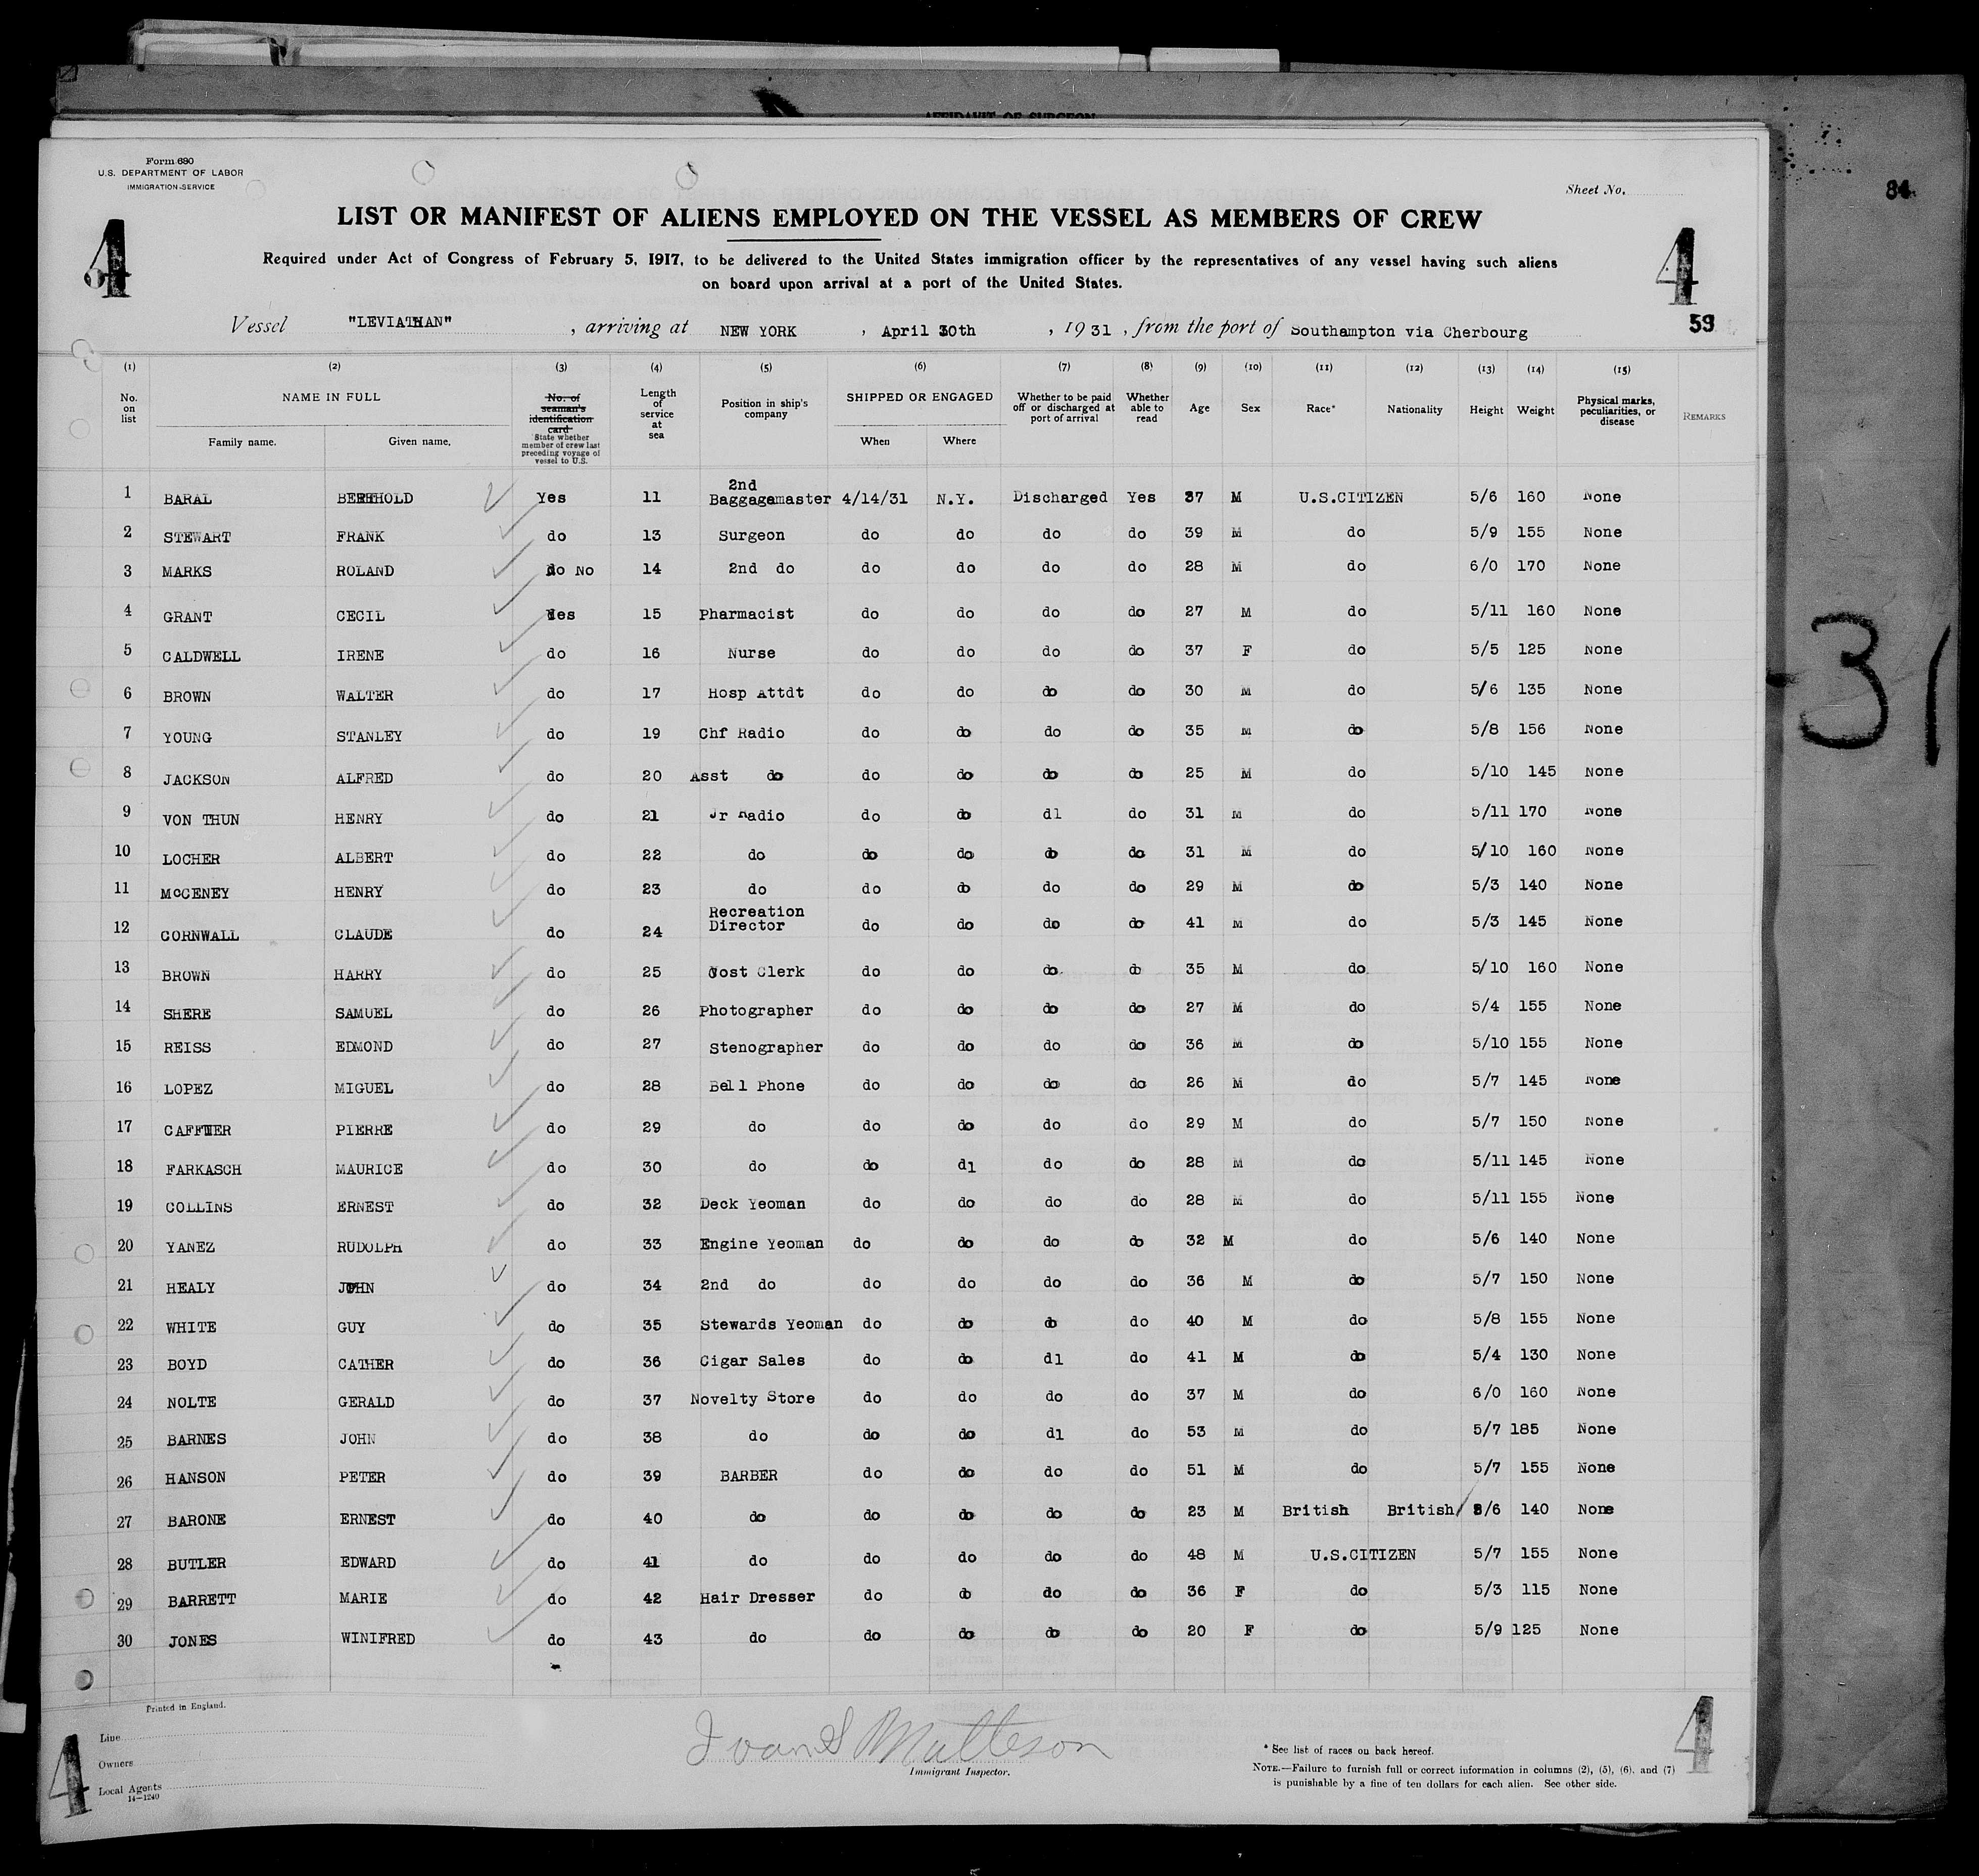 AFFIDAVIT OF SURGEON
Form 680
U.S. DEPARTMENT OF LABOR
IMMIGRATION SERVICE
Sheet No.
84
4
4
LIST OR MANIFEST OF ALIENS EMPLOYED ON THE VESSEL AS MEMBERS OF CREW
Required under Act of Congress of February 5, 1917, to be delivered to the United States immigration officer by the representatives of any vessel having such aliens
on board upon arrival at a port of the United States.
Vessel "LEVIATHAN", arriving at NEW YORK, April 30th, 1931, from the port of Southampton via Cherbourg
59
(1) (2) (3) (4) (5) (6) (7) (8) (9) (10) (11) (12) (13) (14) (15)
No. on list NAME IN FULL Family name. Given name. No. of seaman's identification card State whether member of crew last preceding voyage of vessel to U.S. Length of service at sea Position in ship's company SHIPPED OR ENGAGED When Where Whether to be paid off or discharged at port of arrival Whether able to read Age Sex Race* Nationality Height Weight Physical marks, peculiarities, or disease REMARKS
1 BARAL BERTHOLD Yes 11 2nd Baggagemaster 4/14/31 N.Y. Discharged Yes 37 M U.S.CITIZEN 5/6 160 None
2 STEWART FRANK do 13 Surgeon do do do do 39 M do 5/9 155 None
3 MARKS ROLAND do No 14 2nd do do do do do 28 M do 6/0 170 None
4 GRANT CECIL Yes 15 Pharmacist do do do do 27 M do 5/11 160 None
5 CALDWELL IRENE do 16 Nurse do do do do 37 F do 5/5 125 None
6 BROWN WALTER do 17 Hosp Attdt do do do do 30 M do 5/6 135 None
7 YOUNG STANLEY do 19 Chf Radio do do do do 35 M do 5/8 156 None
8 JACKSON ALFRED do 20 Asst do do do do do 25 M do 5/10 145 None
9 VON THUN HENRY do 21 Jr Radio do do dl do 31 M do 5/11 170 None
10 LOCHER ALBERT do 22 do do do do do 31 M do 5/10 160 None
11 McGENEY HENRY do 23 do do do do do 29 M do 5/3 140 None
12 CORNWALL CLAUDE do 24 Recreation Director do do do do 41 M do 5/3 145 None
13 BROWN HARRY do 25 Cost Clerk do do do do 35 M do 5/10 160 None
14 SHERE SAMUEL do 26 Photographer do do do do 27 M do 5/4 155 None
15 REISS EDMOND do 27 Stenographer do do do do 36 M do 5/10 155 None
16 LOPEZ MIGUEL do 28 Bell Phone do do do do 26 M do 5/7 145 None
17 PIERRE do 29 do do do do do 29 M do 5/7 150 None
18 FARKASCH MAURICE do 30 do do dl do do 28 M do 5/11 145 None
19 COLLINS ERNEST do 32 Deck Yeoman do do do do 28 M do 5/11 155 None
20 YANEZ RUDOLPH do 33 Engine Yeoman do do do do 32 M do 5/6 140 None
21 HEALY JOHN do 34 2nd do do do do do 36 M do 5/7 150 None
22 WHITE GUY do 35 Stewards Yeoman do do do do 40 M do 5/8 155 None
23 BOYD CATHER do 36 Cigar Sales do do dl do 41 M do 5/4 130 None
24 NOLTE GERALD do 37 Novelty Store do do do do 37 M do 6/0 160 None
25 BARNES JOHN do 38 do do do dl do 53 M do 5/7 185 None
26 HANSON PETER do 39 BARBER do do do do 51 M do 5/7 155 None
27 BARONE ERNEST do 40 do do do do do 23 M British British 5/6 140 None
28 BUTLER EDWARD do 41 do do do do do 48 M U.S.CITIZEN 5/7 155 None
29 BARRETT MARIE do 42 Hair Dresser do do do do 36 F do 5/3 115 None
30 JONES WINIFRED do 43 do do do do do 20 F do 5/9 125 None
31
Printed in England.
Line
Owners
Local Agents
14—1240
4
Ivan S Matteson
Immigrant Inspector.
* See list of races on back hereof.
NOTE.—Failure to furnish full or correct information in columns (2), (5), (6), and (7)
is punishable by a fine of ten dollars for each alien. See other side.
4